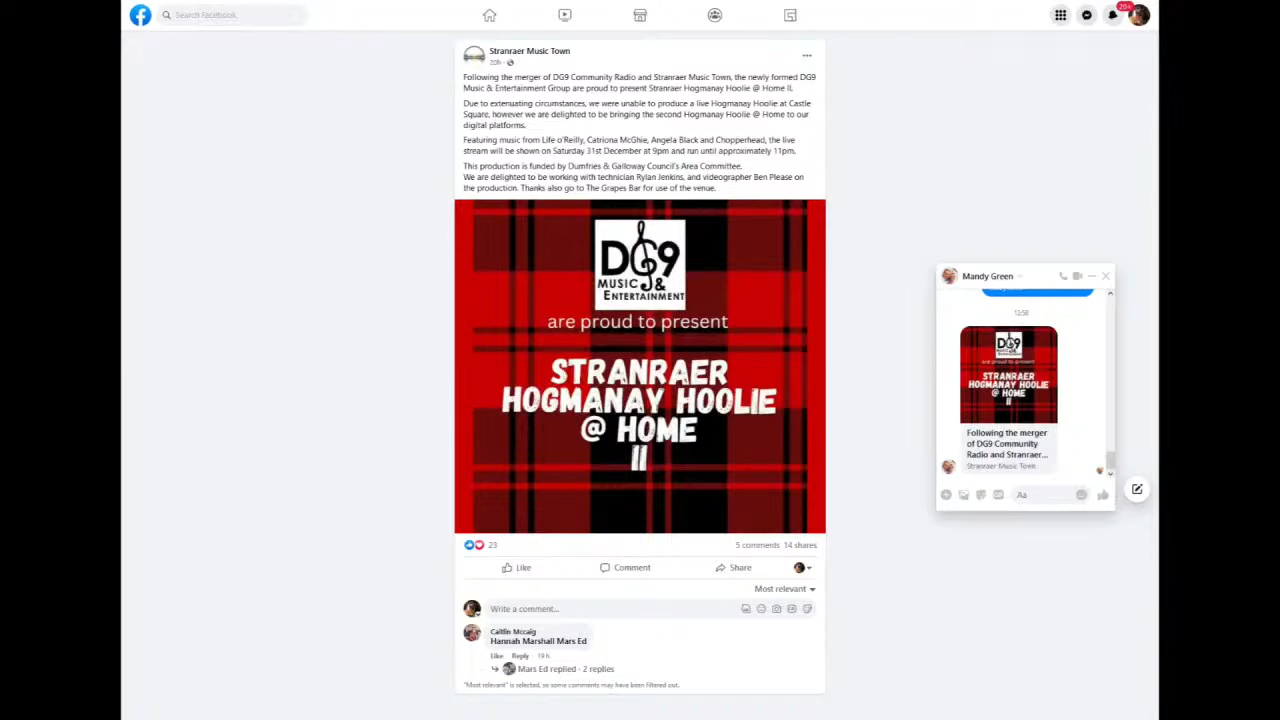 Search Facebook
20+
Stranraer Music Town
20h ·
Following the merger of DG9 Community Radio and Stranraer Music Town, the newly formed DG9
Music & Entertainment Group are proud to present Stranraer Hogmanay Hoolie @ Home II.
Due to extenuating circumstances, we were unable to produce a live Hogmanay Hoolie at Castle
Square, however we are delighted to be bringing the second Hogmanay Hoolie @ Home to our
digital platforms.
Featuring music from Life o'Reilly, Catriona McGhie, Angela Black and Chopperhead, the live
stream will be shown on Saturday 31st December at 9pm and run until approximately 11pm.
This production is funded by Dumfries & Galloway Council's Area Committee.
We are delighted to be working with technician Rylan Jenkins, and videographer Ben Please on
the production. Thanks also go to The Grapes Bar for use of the venue.
DG9
MUSIC &
ENTERTAINMENT
are proud to present
STRANRAER
HOGMANAY HOOLIE
@ HOME
II
23
5 comments 14 shares
Like
Comment
Share
Most relevant
Write a comment...
Caitlin Mccaig
Hannah Marshall Mars Ed
Like Reply 19 h
Mars Ed replied · 2 replies
"Most relevant" is selected, so some comments may have been filtered out.
Mandy Green
12:58
DG9
are proud to present
STRANRAER
HOGMANAY HOOLIE
@ HOME
II
Following the merger
of DG9 Community
Radio and Stranraer...
Stranraer Music Town
Aa